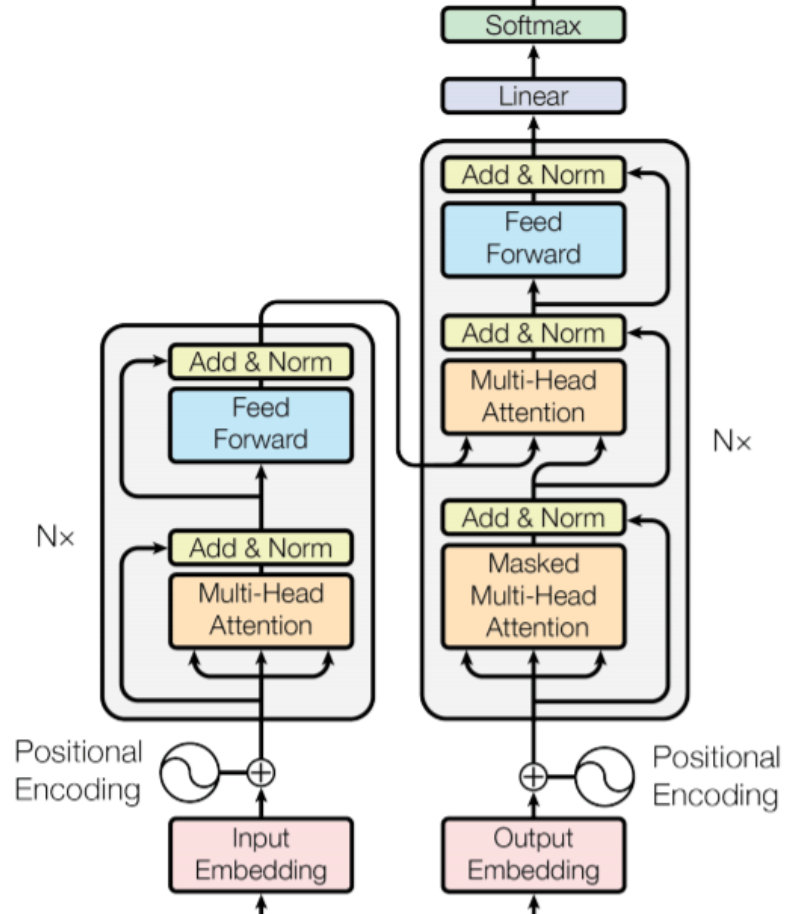 Softmax
Linear
Add & Norm
Feed
Forward
Add & Norm
Multi-Head
Attention
Add & Norm
Masked
Multi-Head
Attention
Nx
Positional
Encoding
Output
Embedding
Add & Norm
Feed
Forward
Add & Norm
Multi-Head
Attention
N×
Positional
Encoding
Input
Embedding